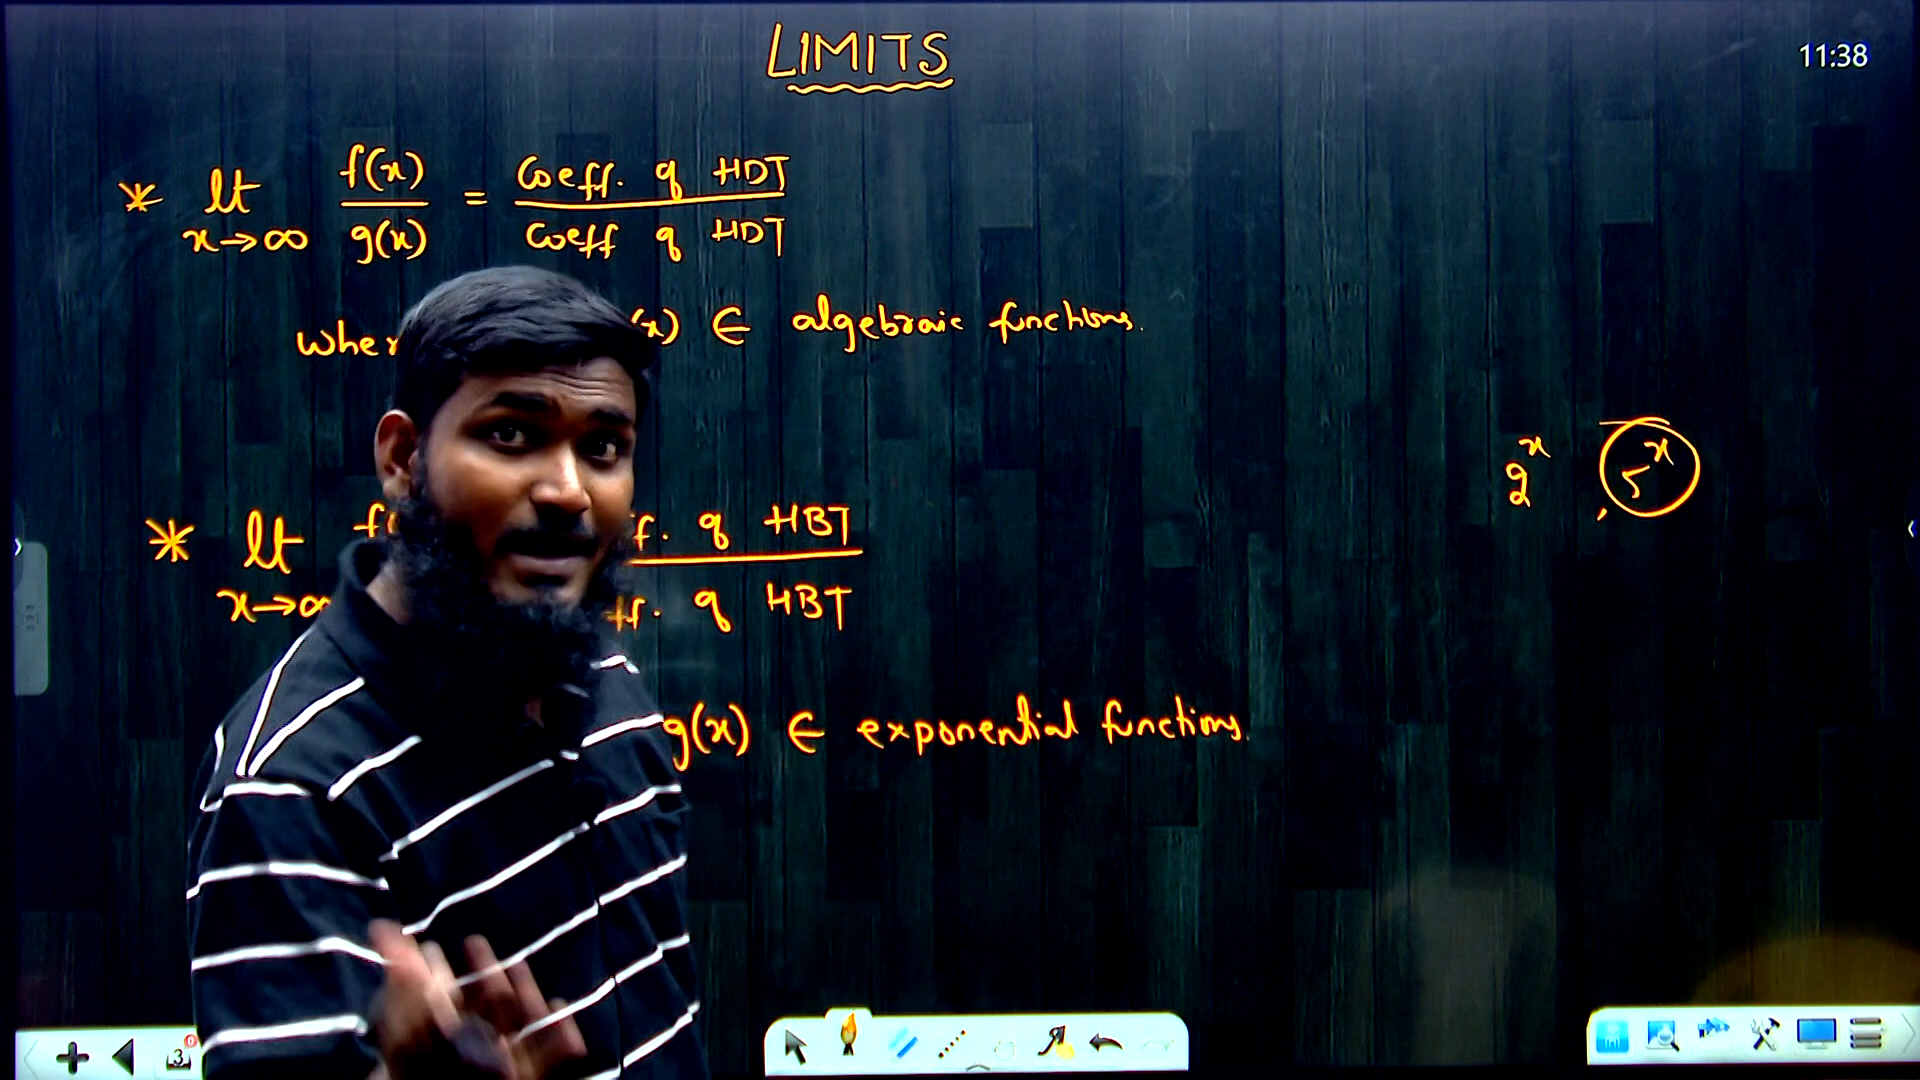 LIMITS
11:38
* lt x→∞ f(x)/g(x) = Coeff. of HDT / Coeff of HDT
(x) ∈ algebraic functions.
2^x , 5^x
* lt x→∞ of HBT / of HBT
g(x) ∈ exponential functions.
3